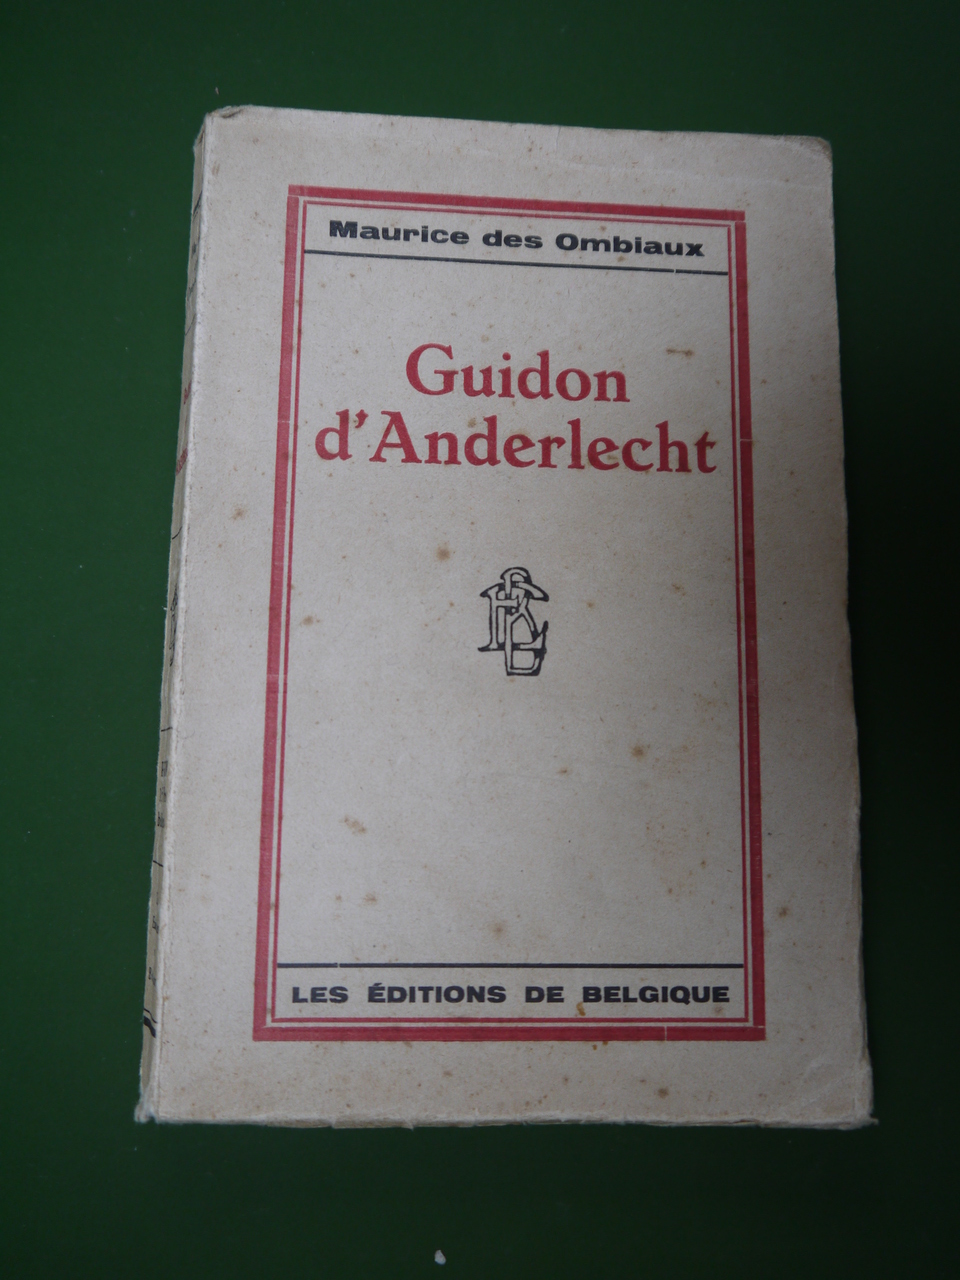 Maurice des Ombiaux
Guidon
d'Anderlecht
LES ÉDITIONS DE BELGIQUE